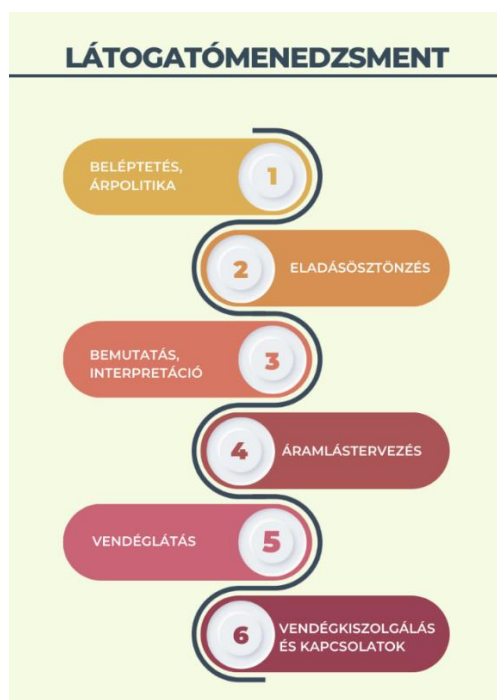 LÁTOGATÓMENEDZSMENT
BELÉPTETÉS,
ÁRPOLITIKA
1
2
ELADÁSÖSZTÖNZÉS
BEMUTATÁS,
INTERPRETÁCIÓ
3
4
ÁRAMLÁSTERVEZÉS
VENDÉGLÁTÁS
5
6
VENDÉGKISZOLGÁLÁS
ÉS KAPCSOLATOK